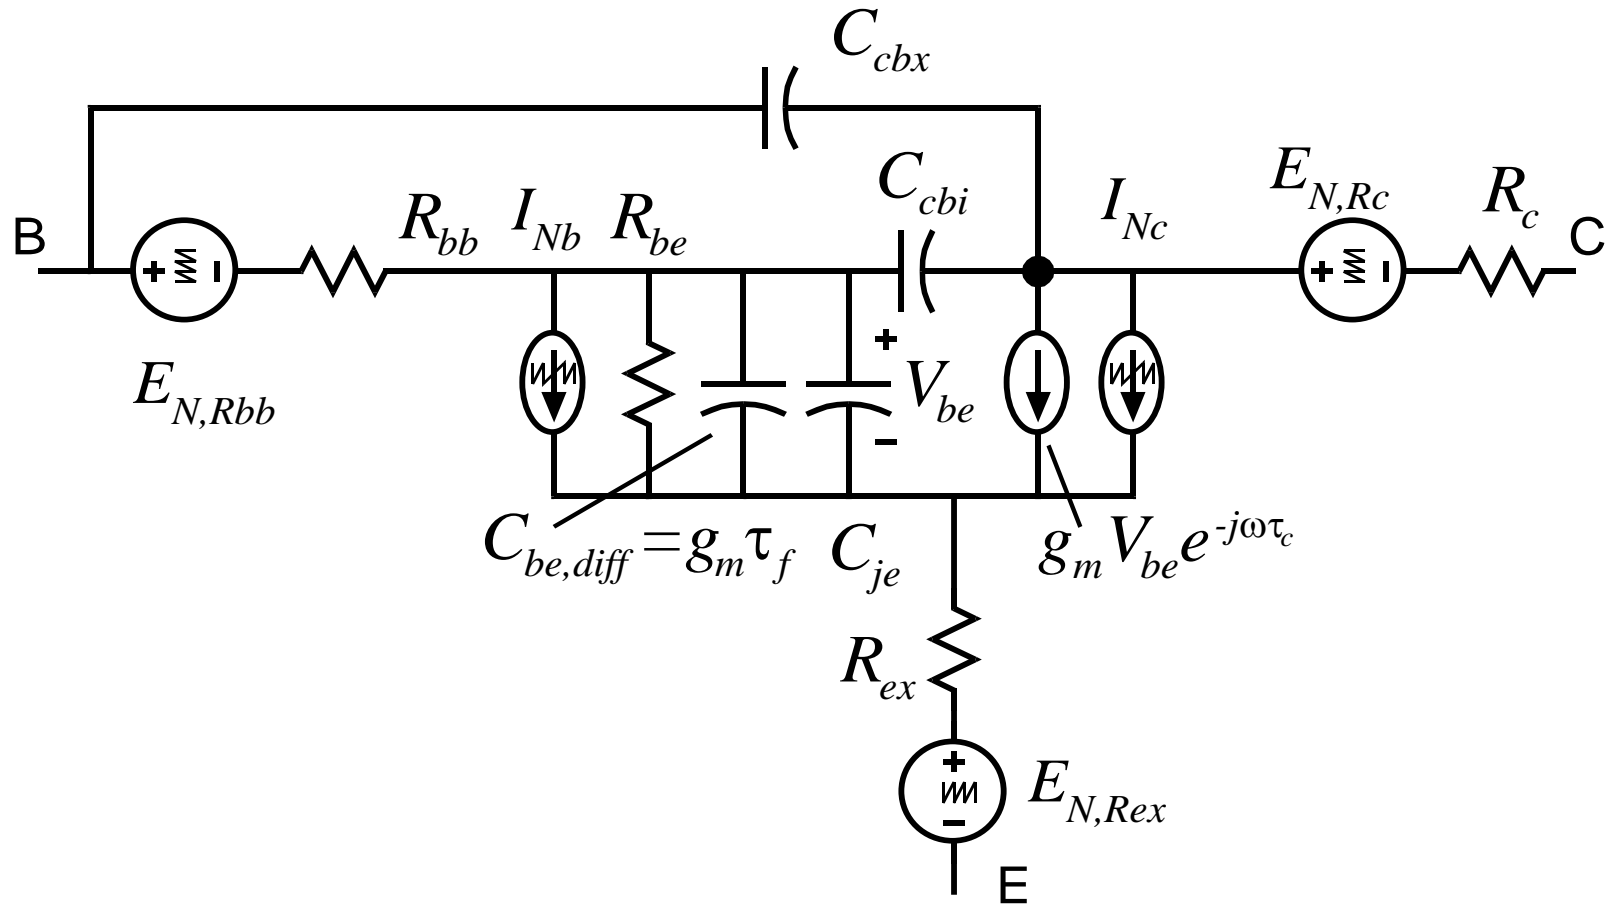 C_cbx
E_N,Rc
C_cbi
R_c
I_Nc
B R_bb I_Nb R_be C
+ - + -
+
E_N,Rbb V_be
-
C_be,diff = g_m τ_f C_je g_m V_be e^-jωτ_c
R_ex
+
E_N,Rex
-
E